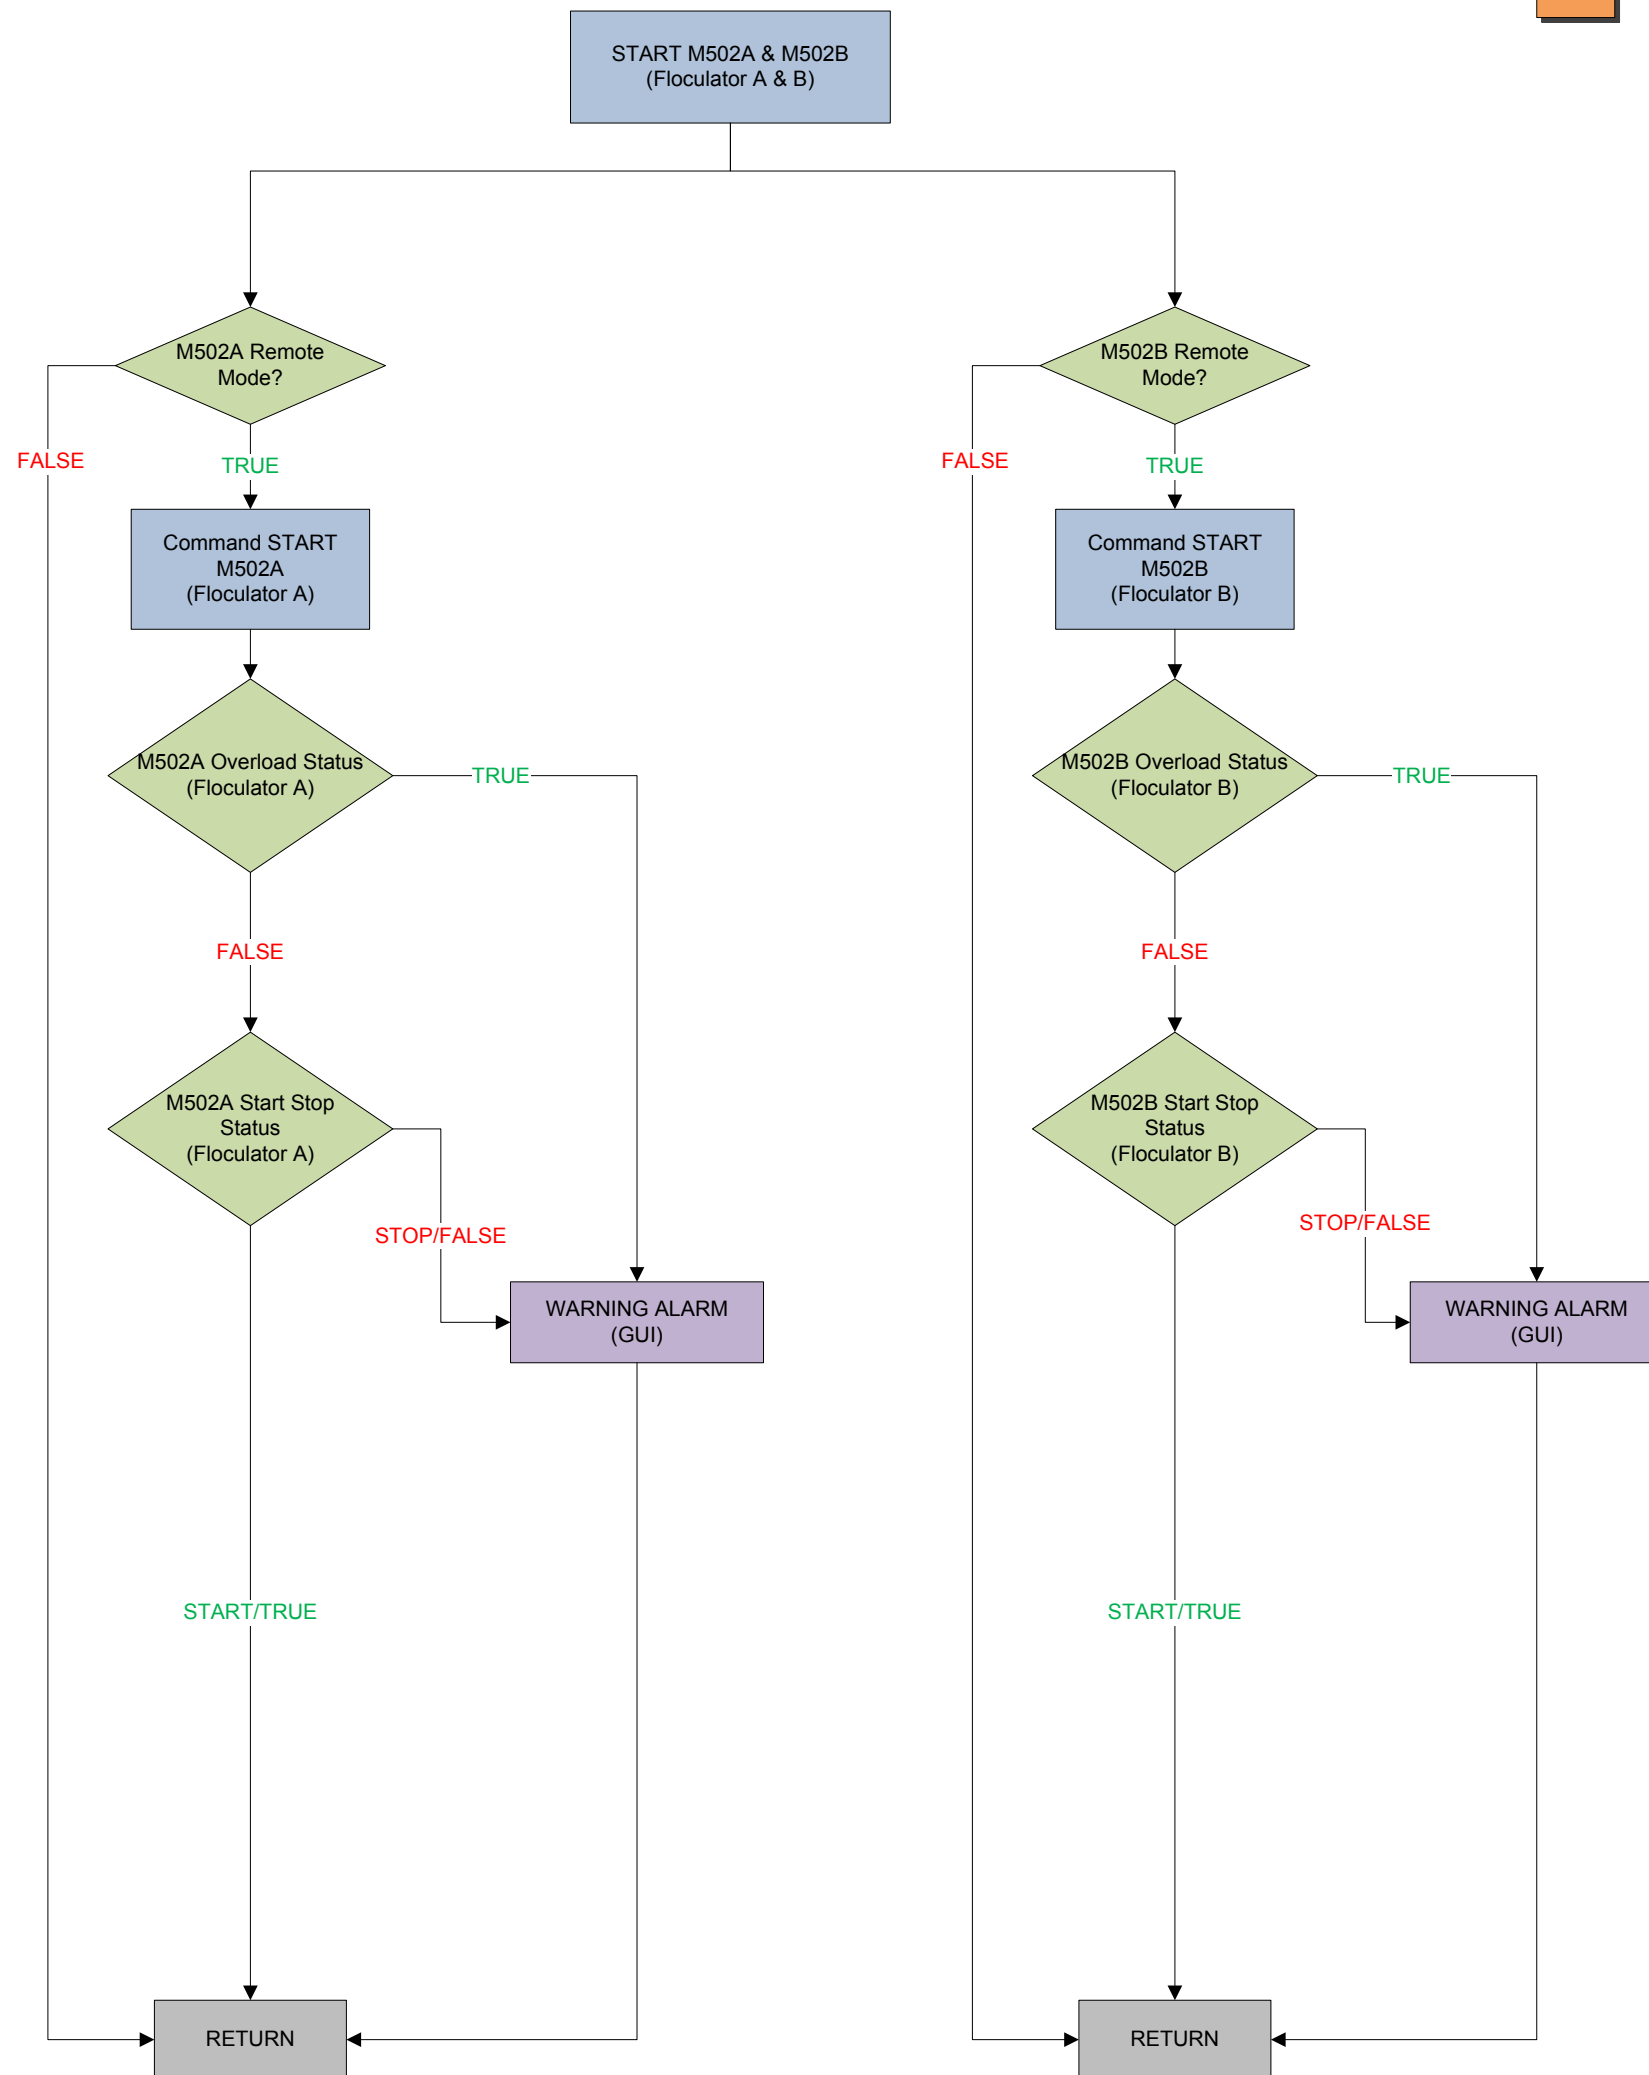 START M502A & M502B
(Floculator A & B)
M502A Remote
Mode?
FALSE
TRUE
Command START
M502A
(Floculator A)
M502A Overload Status
(Floculator A)
TRUE
FALSE
M502A Start Stop
Status
(Floculator A)
STOP/FALSE
WARNING ALARM
(GUI)
START/TRUE
RETURN
M502B Remote
Mode?
FALSE
TRUE
Command START
M502B
(Floculator B)
M502B Overload Status
(Floculator B)
TRUE
FALSE
M502B Start Stop
Status
(Floculator B)
STOP/FALSE
WARNING ALARM
(GUI)
START/TRUE
RETURN